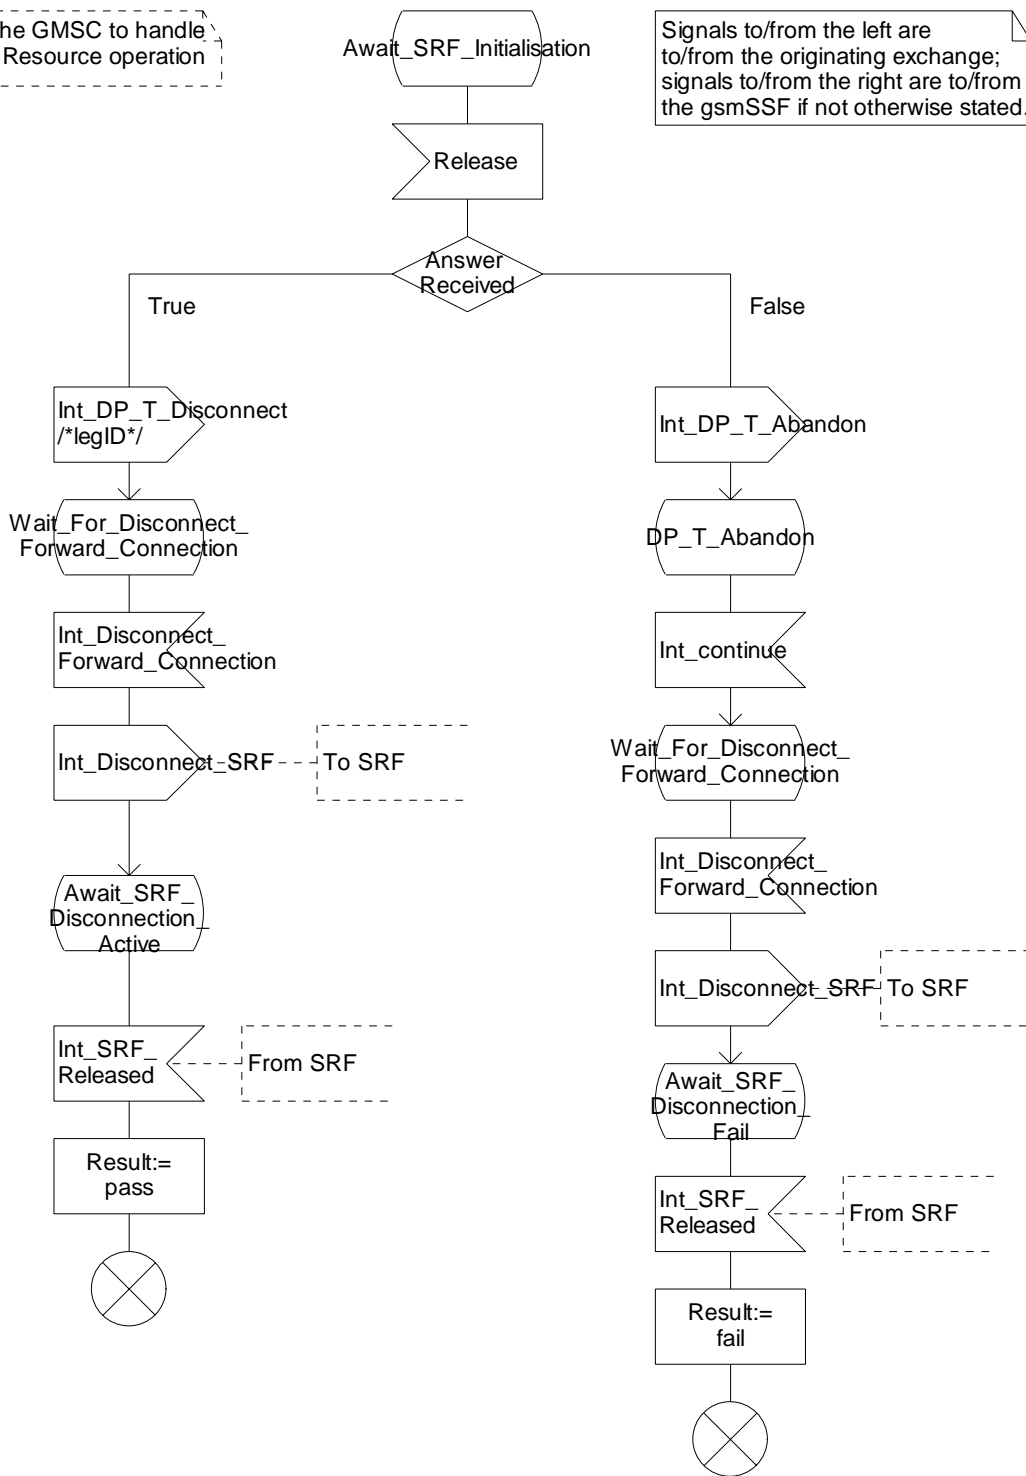 he GMSC to handle
Resource operation
Await_SRF_Initialisation
Signals to/from the left are
to/from the originating exchange;
signals to/from the right are to/from
the gsmSSF if not otherwise stated.
Release
Answer
Received
True
False
Int_DP_T_Disconnect
/*legID*/
Int_DP_T_Abandon
Wait_For_Disconnect_
Forward_Connection
DP_T_Abandon
Int_Disconnect_
Forward_Connection
Int_continue
Int_Disconnect_SRF
To SRF
Wait_For_Disconnect_
Forward_Connection
Await_SRF_
Disconnection_
Active
Int_Disconnect_
Forward_Connection
Int_Disconnect_SRF
To SRF
Int_SRF_
Released
From SRF
Await_SRF_
Disconnection_
Fail
Result:=
pass
Int_SRF_
Released
From SRF
Result:=
fail